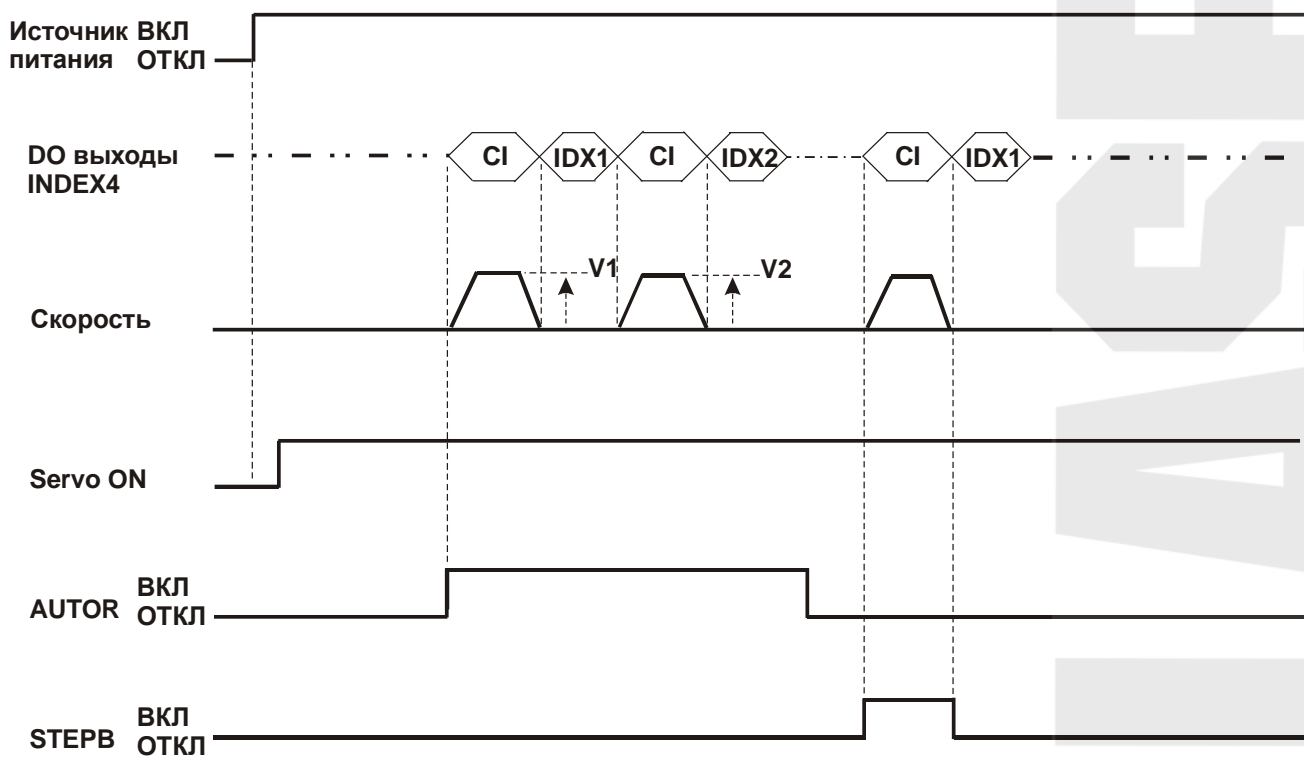 Источник ВКЛ
питания ОТКЛ
DO выходы
INDEX4
CI IDX1 CI IDX2 CI IDX1
V1 V2
Скорость
Servo ON
ВКЛ
AUTOR ОТКЛ
ВКЛ
STEPB ОТКЛ